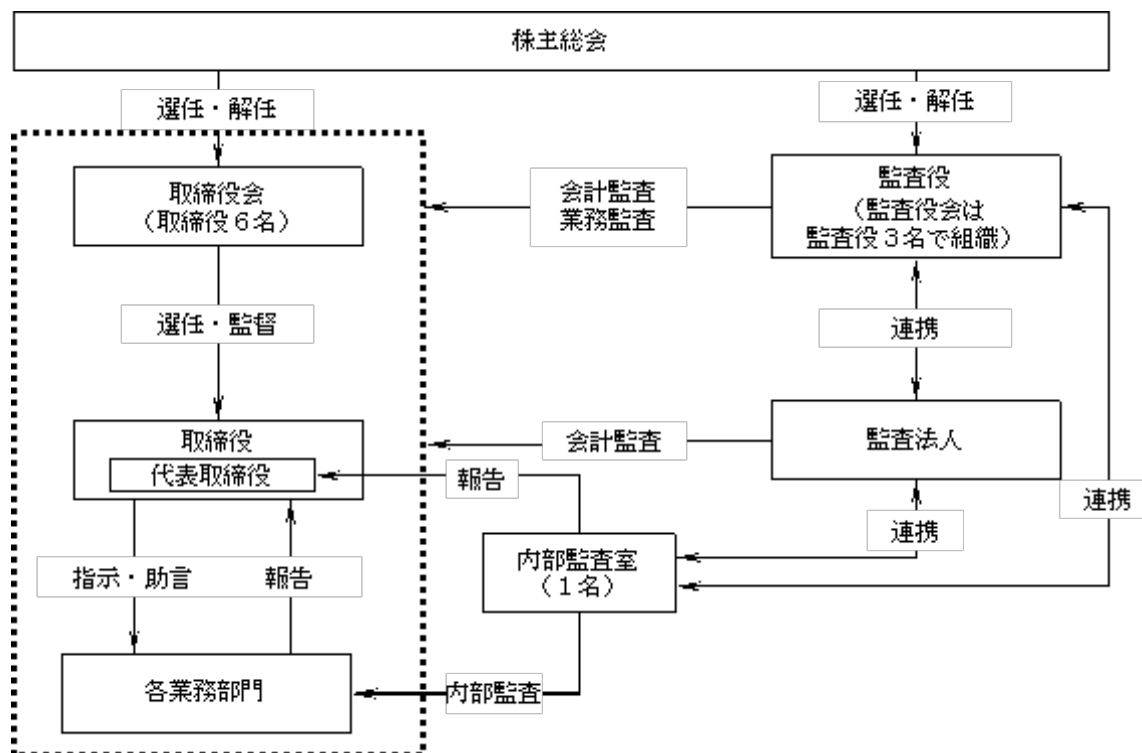 株主総会
選任・解任
選任・解任
取締役会
(取締役6名)
会計監査
業務監査
監査役
(監査役会は
監査役3名で組織)
選任・監督
連携
取締役
代表取締役
会計監査
監査法人
報告
連携
連携
内部監査室
(1名)
指示・助言
報告
各業務部門
内部監査